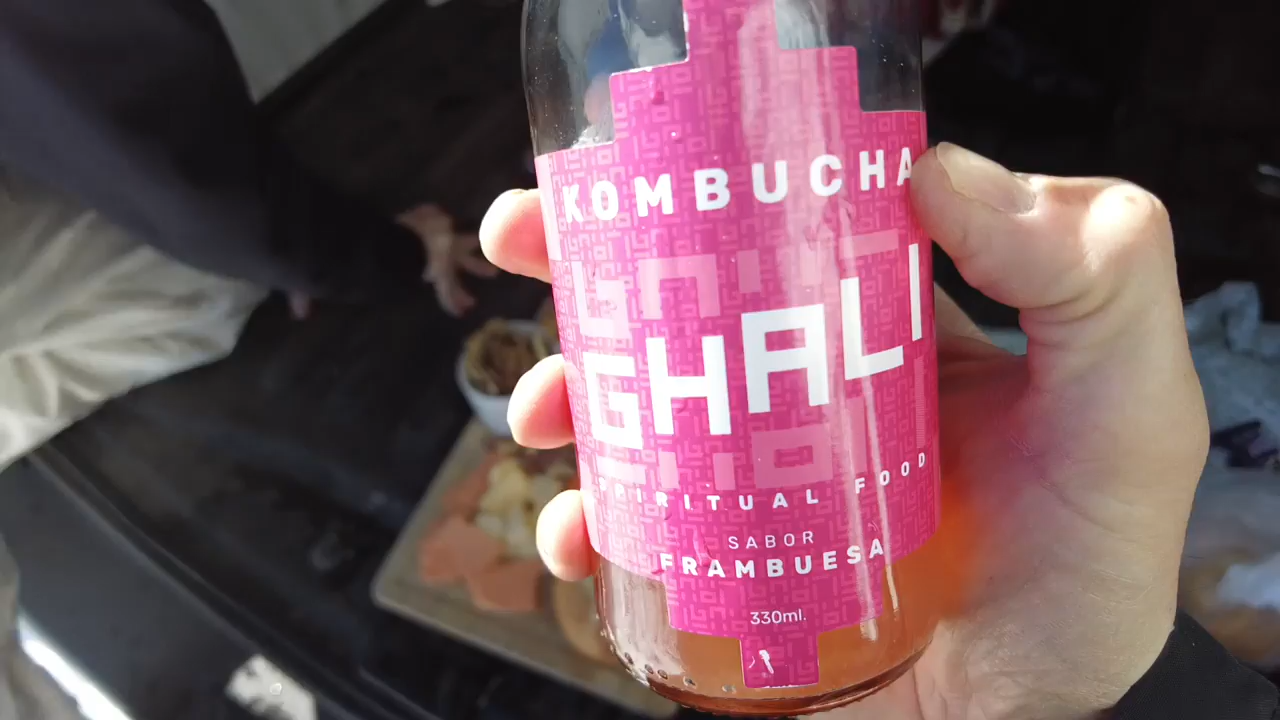 KOMBUCHA
GHALI
SPIRITUAL FOOD
SABOR
FRAMBUESA
330ml.